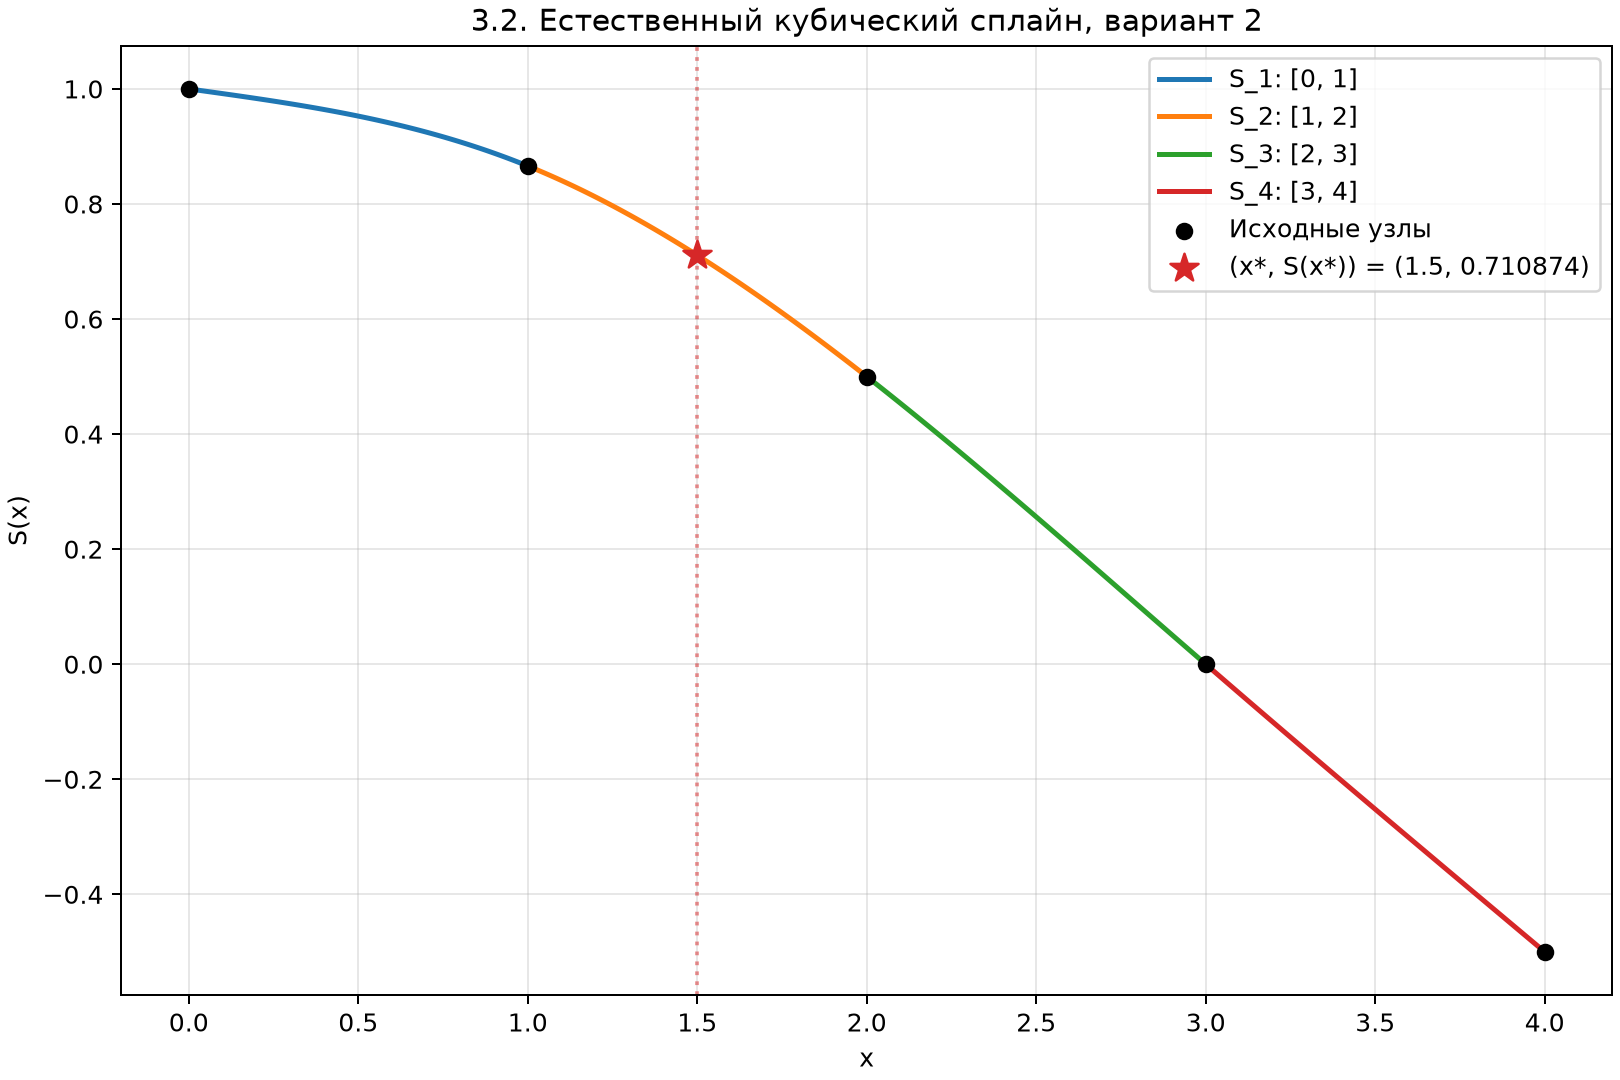 3.2. Естественный кубический сплайн, вариант 2
S_1: [0, 1]
S_2: [1, 2]
S_3: [2, 3]
S_4: [3, 4]
Исходные узлы
(x*, S(x*)) = (1.5, 0.710874)
S(x)
1.0
0.8
0.6
0.4
0.2
0.0
−0.2
−0.4
0.0 0.5 1.0 1.5 2.0 2.5 3.0 3.5 4.0
x